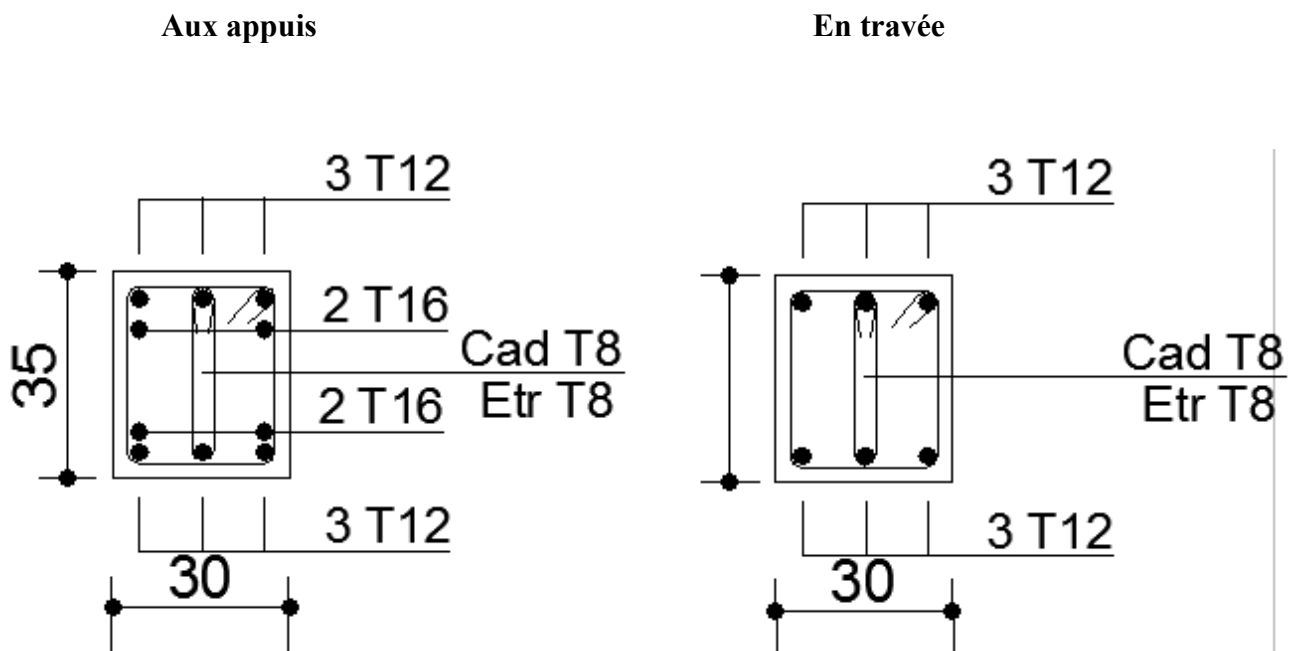 Aux appuis
En travée
3 T12
2 T16
Cad T8
Etr T8
2 T16
3 T12
35
30
3 T12
Cad T8
Etr T8
3 T12
30